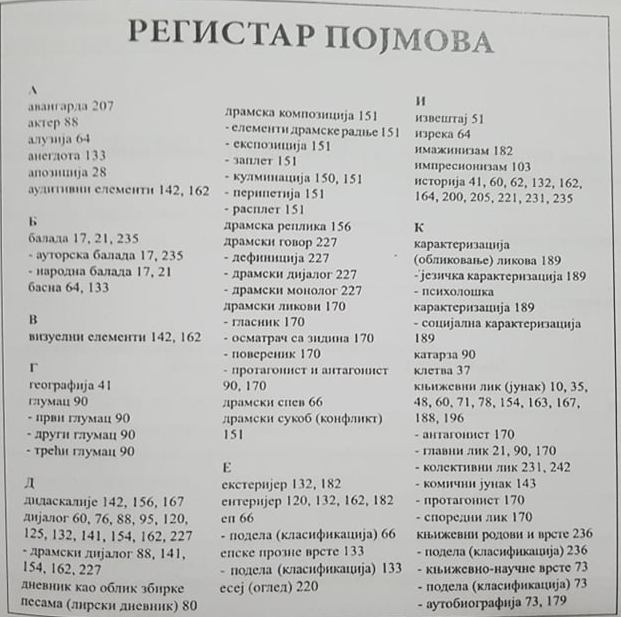 РЕГИСТАР ПОЈМОВА
А
авангарда 207
актер 88
алузија 64
анегдота 133
апозиција 28
аудитивни елементи 142, 162
Б
балада 17, 21, 235
- ауторска балада 17, 235
- народна балада 17, 21
басна 64, 133
В
визуелни елементи 142, 162
Г
географија 41
глумац 90
- први глумац 90
- други глумац 90
- трећи глумац 90
Д
дидаскалије 142, 156, 167
дијалог 60, 76, 88, 95, 120,
125, 132, 141, 154, 162, 227
- драмски дијалог 88, 141,
154, 162, 227
дневник као облик збирке
песама (лирски дневник) 80
драмска композиција 151
- елементи драмске радње 151
- експозиција 151
- заплет 151
- кулминација 150, 151
- перипетија 151
- расплет 151
драмска реплика 156
драмски говор 227
- дефиниција 227
- драмски дијалог 227
- драмски монолог 227
драмски ликови 170
- гласник 170
- осматрач са зидина 170
- повереник 170
- протагонист и антагонист
90, 170
драмски спев 66
драмски сукоб (конфликт)
151
Е
екстеријер 132, 182
ентеријер 120, 132, 162, 182
еп 66
- подела (класификација) 66
епске прозне врсте 133
- подела (класификација) 133
есеј (оглед) 220
И
извештај 51
изрека 64
имажинизам 182
импресионизам 103
историја 41, 60, 62, 132, 162,
164, 200, 205, 221, 231, 235
К
карактеризација
(обликовање) ликова 189
- језичка карактеризација 189
- психолошка
карактеризација 189
- социјална карактеризација
189
катарза 90
клетва 37
књижевни лик (јунак) 10, 35,
48, 60, 71, 78, 154, 163, 167,
188, 196
- антагонист 170
- главни лик 21, 90, 170
- колективни лик 231, 242
- комични јунак 143
- протагонист 170
- споредни лик 170
књижевни родови и врсте 236
- подела (класификација) 236
- књижевно-научне врсте 73
- подела (класификација) 73
- аутобиографија 73, 179